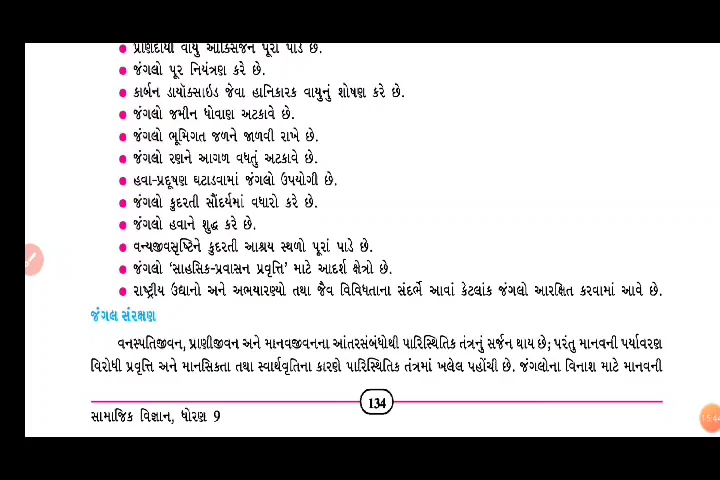 પ્રાણદાયી વાયુ ઑક્સિજન પૂરો પાડે છે.
જંગલો પૂર નિયંત્રણ કરે છે.
કાર્બન ડાયૉક્સાઇડ જેવા હાનિકારક વાયુનું શોષણ કરે છે.
જંગલો જમીન ધોવાણ અટકાવે છે.
જંગલો ભૂમિગત જળને જાળવી રાખે છે.
જંગલો રણને આગળ વધતું અટકાવે છે.
હવા-પ્રદૂષણ ઘટાડવામાં જંગલો ઉપયોગી છે.
જંગલો કુદરતી સૌંદર્યમાં વધારો કરે છે.
જંગલો હવાને શુદ્ધ કરે છે.
વન્યજીવસૃષ્ટિને કુદરતી આશ્રય સ્થળો પૂરાં પાડે છે.
જંગલો ‘સાહસિક-પ્રવાસન પ્રવૃત્તિ’ માટે આદર્શ ક્ષેત્રો છે.
રાષ્ટ્રીય ઉદ્યાનો અને અભયારણ્યો તથા જૈવ વિવિધતાના સંદર્ભે આવાં કેટલાંક જંગલો આરક્ષિત કરવામાં આવે છે.
જંગલ સંરક્ષણ
વનસ્પતિજીવન, પ્રાણીજીવન અને માનવજીવનના આંતરસંબંધોથી પારિસ્થિતિક તંત્રનું સર્જન થાય છે; પરંતુ માનવની પર્યાવરણ
વિરોધી પ્રવૃત્તિ અને માનસિકતા તથા સ્વાર્થવૃતિના કારણે પારિસ્થિતિક તંત્રમાં ખલેલ પહોંચી છે. જંગલોના વિનાશ માટે માનવની
134
સામાજિક વિજ્ઞાન, ધોરણ 9